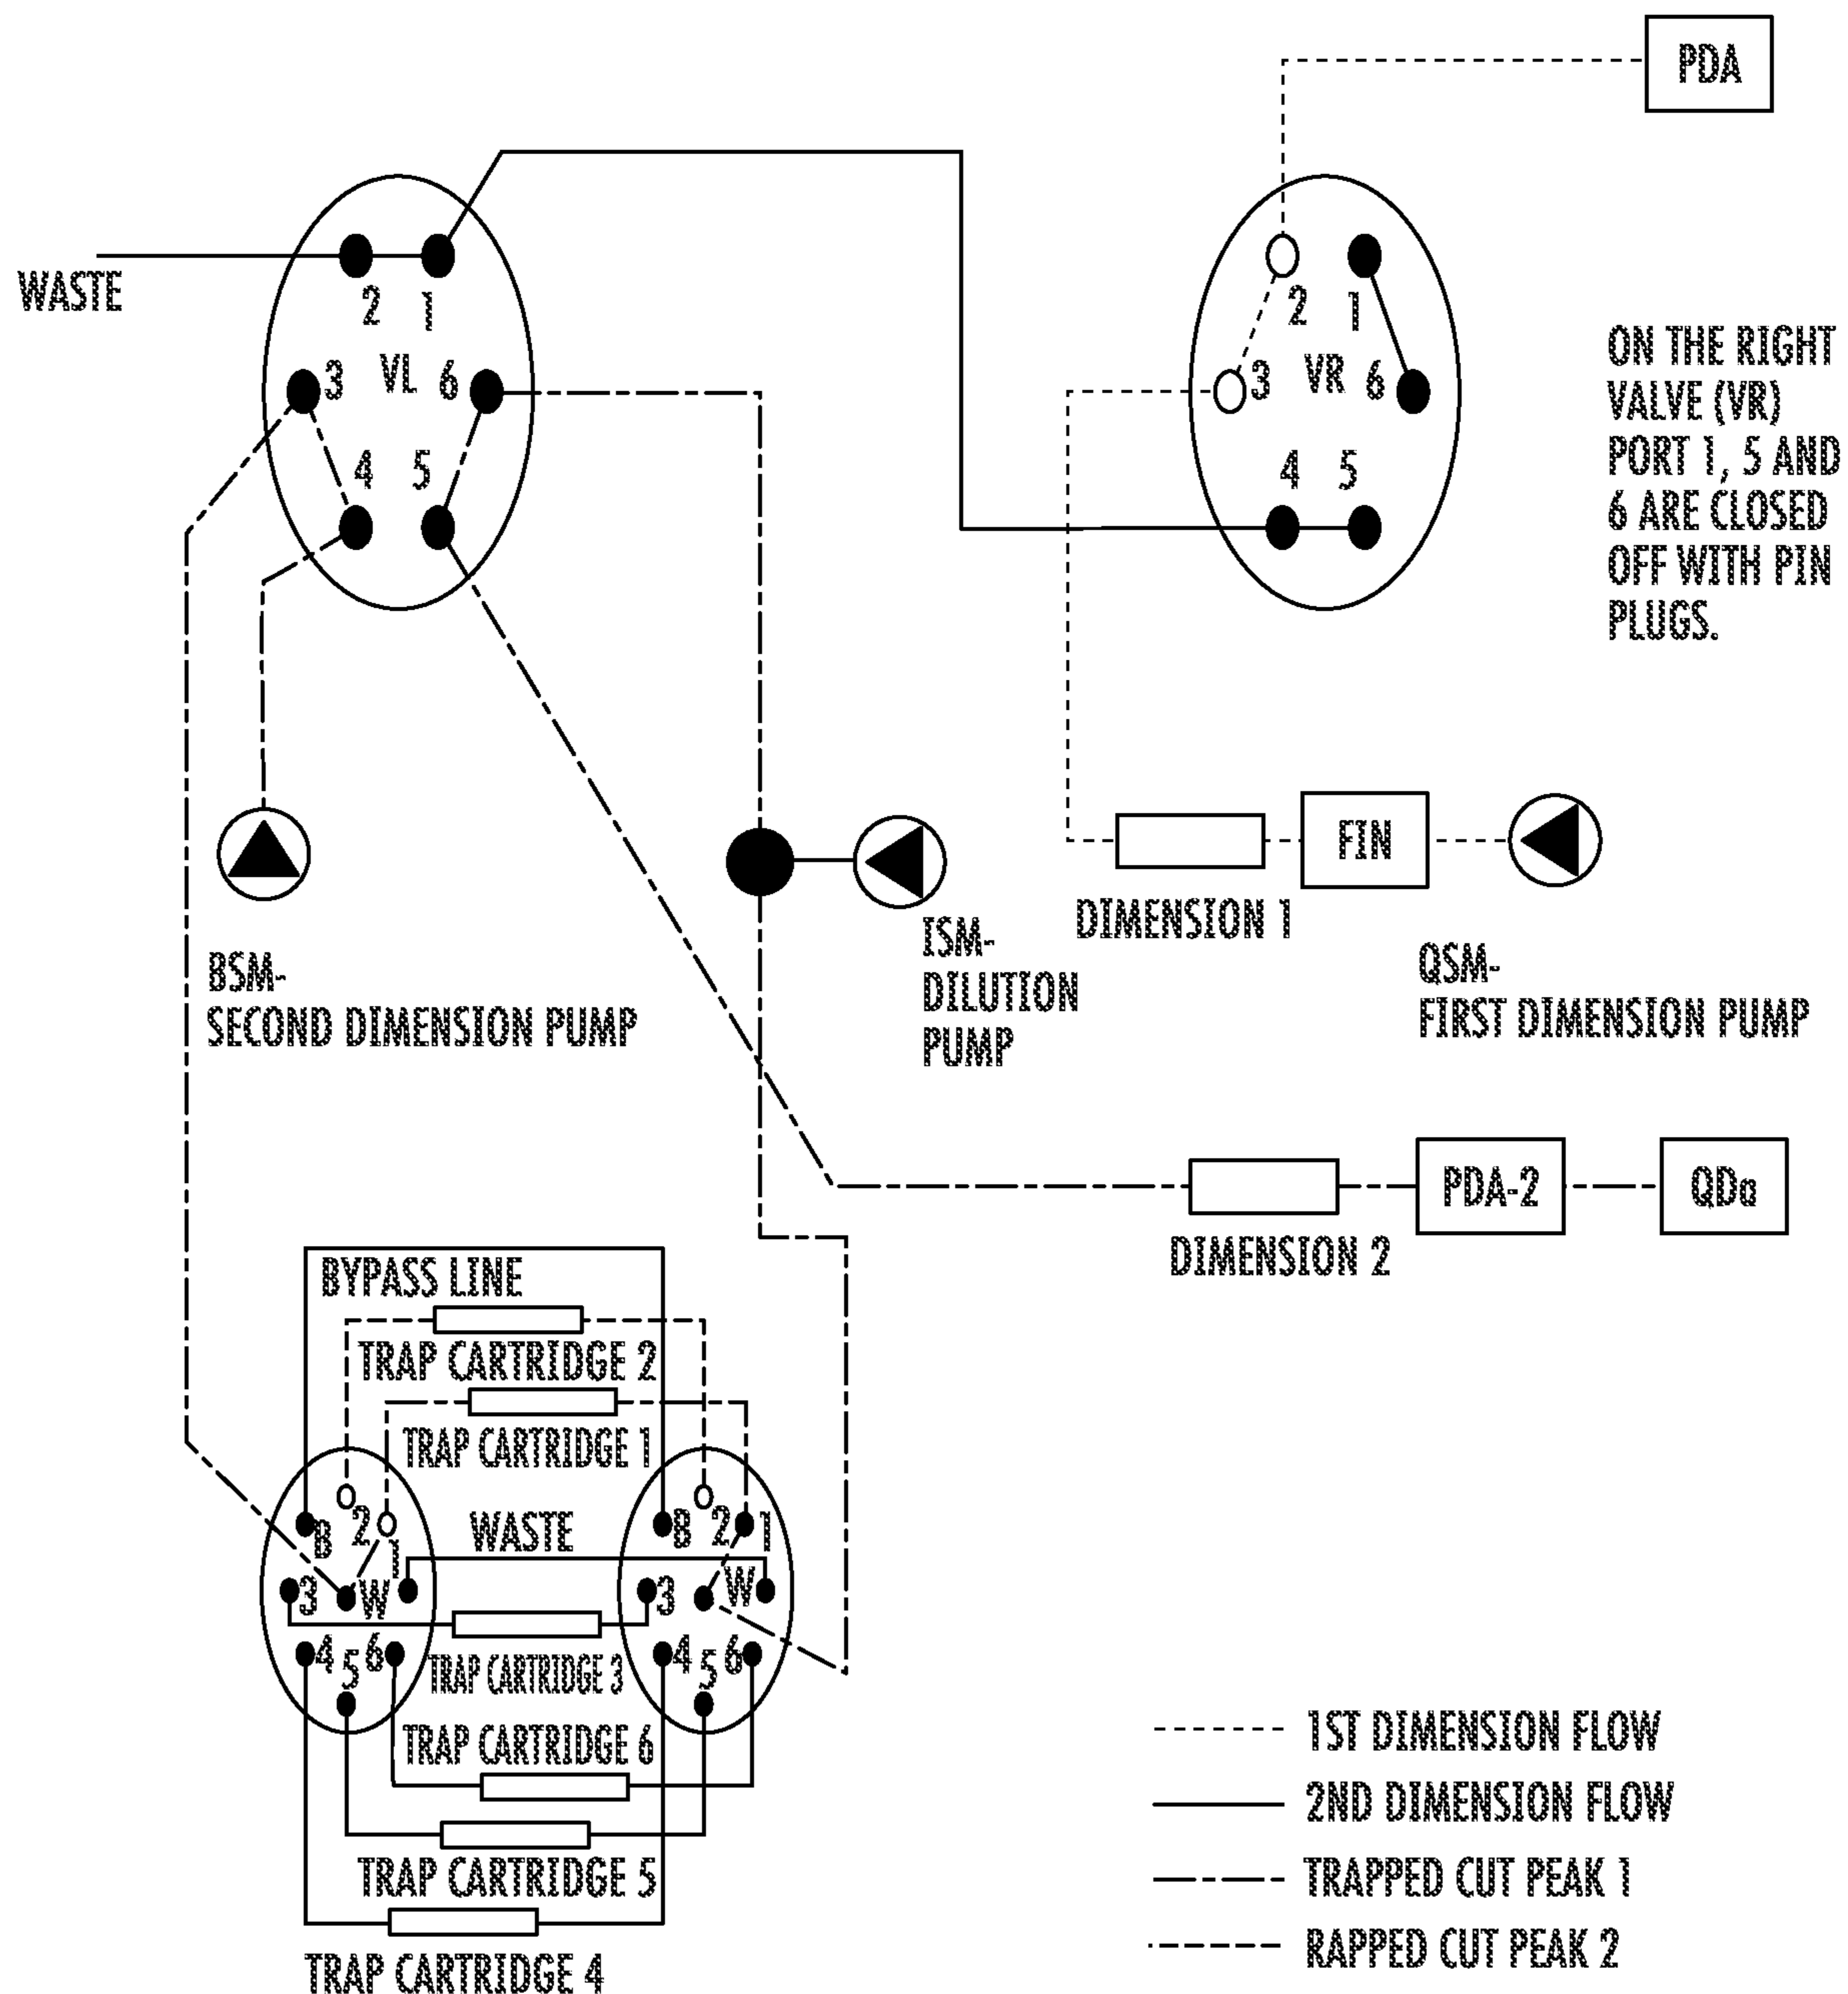 PDA
WASTE
2 1
3 VL 6
4 5
2 1
3 VR 6
4 5
ON THE RIGHT
VALVE (VR)
PORT 1, 5 AND
6 ARE CLOSED
OFF WITH PIN
PLUGS.
BSM-
SECOND DIMENSION PUMP
ISM-
DILUTION
PUMP
DIMENSION 1
FIN
QSM-
FIRST DIMENSION PUMP
DIMENSION 2
PDA-2
QDa
BYPASS LINE
TRAP CARTRIDGE 2
TRAP CARTRIDGE 1
WASTE
B 2 1
3 W
4 5 6
B 2 1
3 W
4 5 6
TRAP CARTRIDGE 3
TRAP CARTRIDGE 6
TRAP CARTRIDGE 5
TRAP CARTRIDGE 4
1ST DIMENSION FLOW
2ND DIMENSION FLOW
TRAPPED CUT PEAK 1
RAPPED CUT PEAK 2